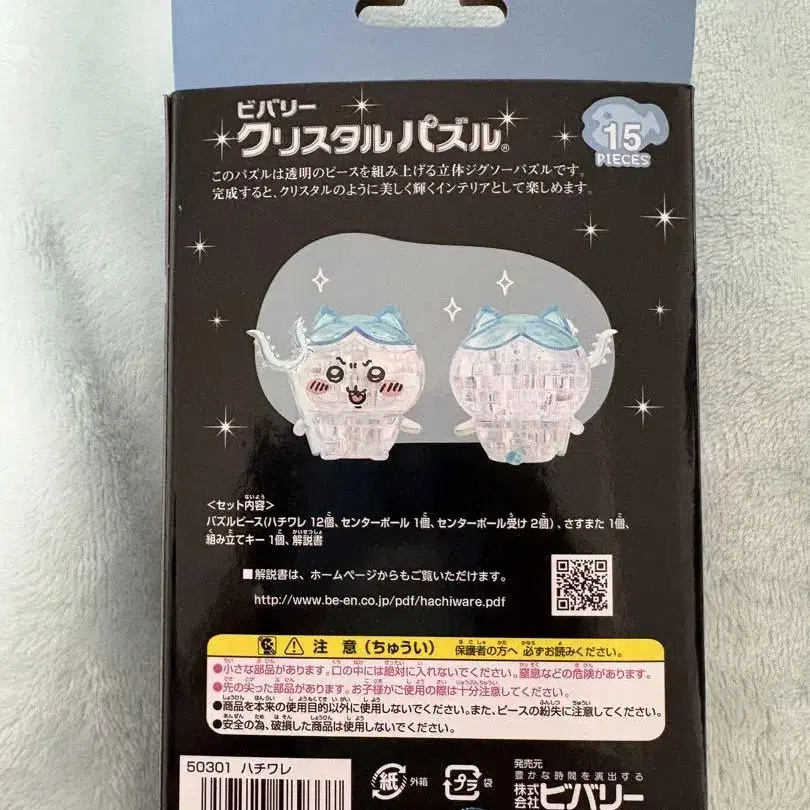 ビバリー
クリスタルパズル®
15
PIECES
このパズルは透明のピースを組み上げる立体ジグソーパズルです。
完成すると、クリスタルのように美しく輝くインテリアとして楽しめます。
<セット内容>
パズルピース(ハチワレ 12個、センターポール 1個、センターポール受け 2個)、さすまた 1個、
組み立てキー 1個、解説書
■解説書は、ホームページからもご覧いただけます。
http://www.be-en.co.jp/pdf/hachiware.pdf
注意(ちゅうい) 保護者の方へ 必ずお読みください。
●小さな部品があります。口の中には絶対に入れないでください。窒息などの危険があります。
●先の尖った部品があります。お子様がご使用の際は十分注意してください。
●商品を本来の使用目的以外に使用しないでください。また、ピースの紛失に注意してください。
●安全の為、破損した商品は使用しないでください。
50301 ハチワレ
紙 外箱
プラ 袋
発売元
豊かな時間を演出する
株式会社ビバリー